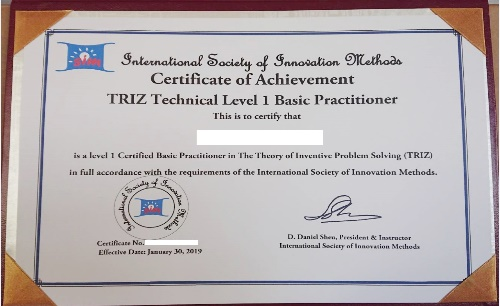 International Society of Innovation Methods
Certificate of Achievement
TRIZ Technical Level 1 Basic Practitioner
This is to certify that
is a level 1 Certified Basic Practitioner in The Theory of Inventive Problem Solving (TRIZ)
in full accordance with the requirements of the International Society of Innovation Methods.
International Society of Innovation Methods
Certificate No.
Effective Date: January 30, 2019
D. Daniel Sheu, President & Instructor
International Society of Innovation Methods